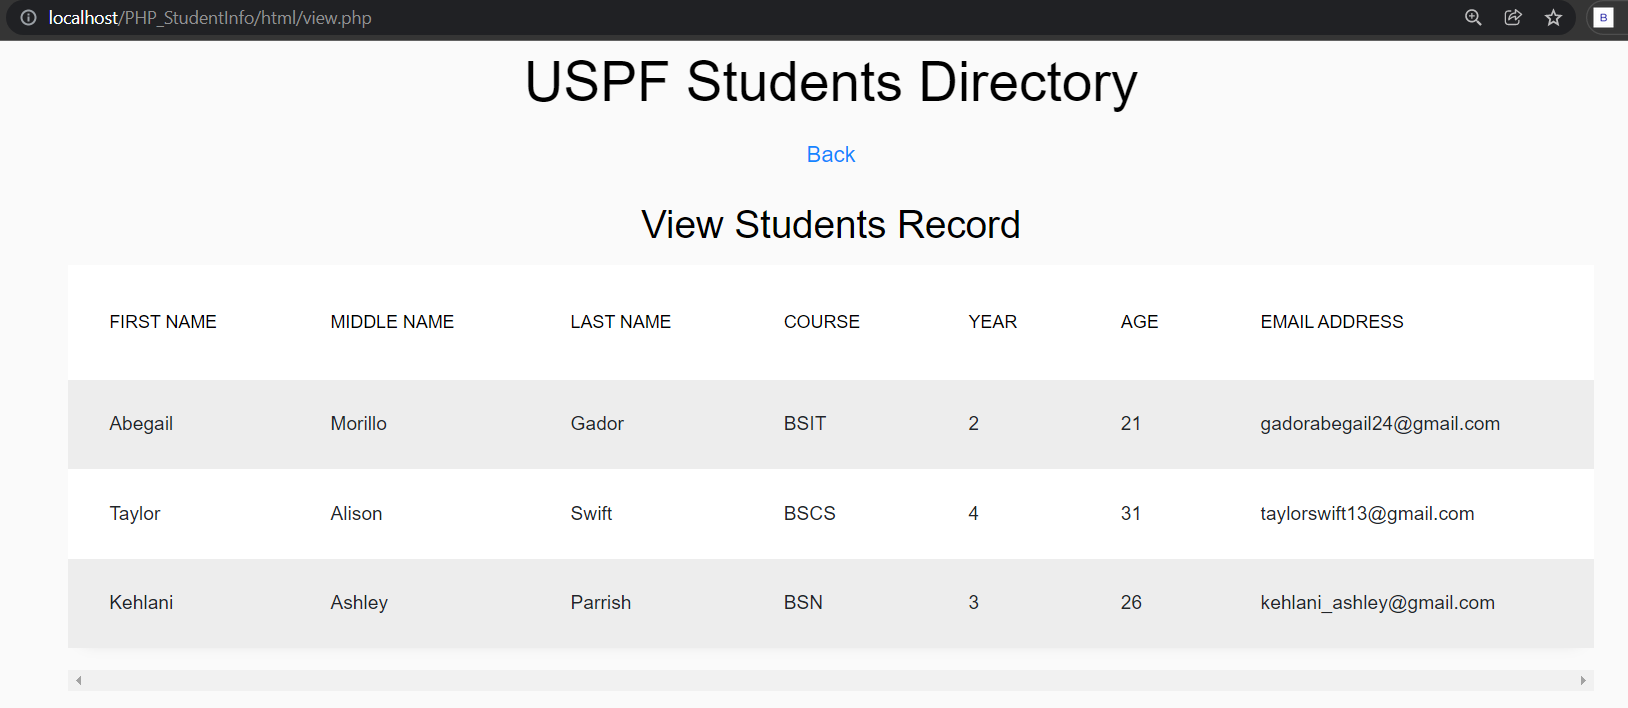 localhost/PHP_StudentInfo/html/view.php
B
USPF Students Directory
Back
View Students Record
FIRST NAME MIDDLE NAME LAST NAME COURSE YEAR AGE EMAIL ADDRESS
Abegail Morillo Gador BSIT 2 21 gadorabegail24@gmail.com
Taylor Alison Swift BSCS 4 31 taylorswift13@gmail.com
Kehlani Ashley Parrish BSN 3 26 kehlani_ashley@gmail.com